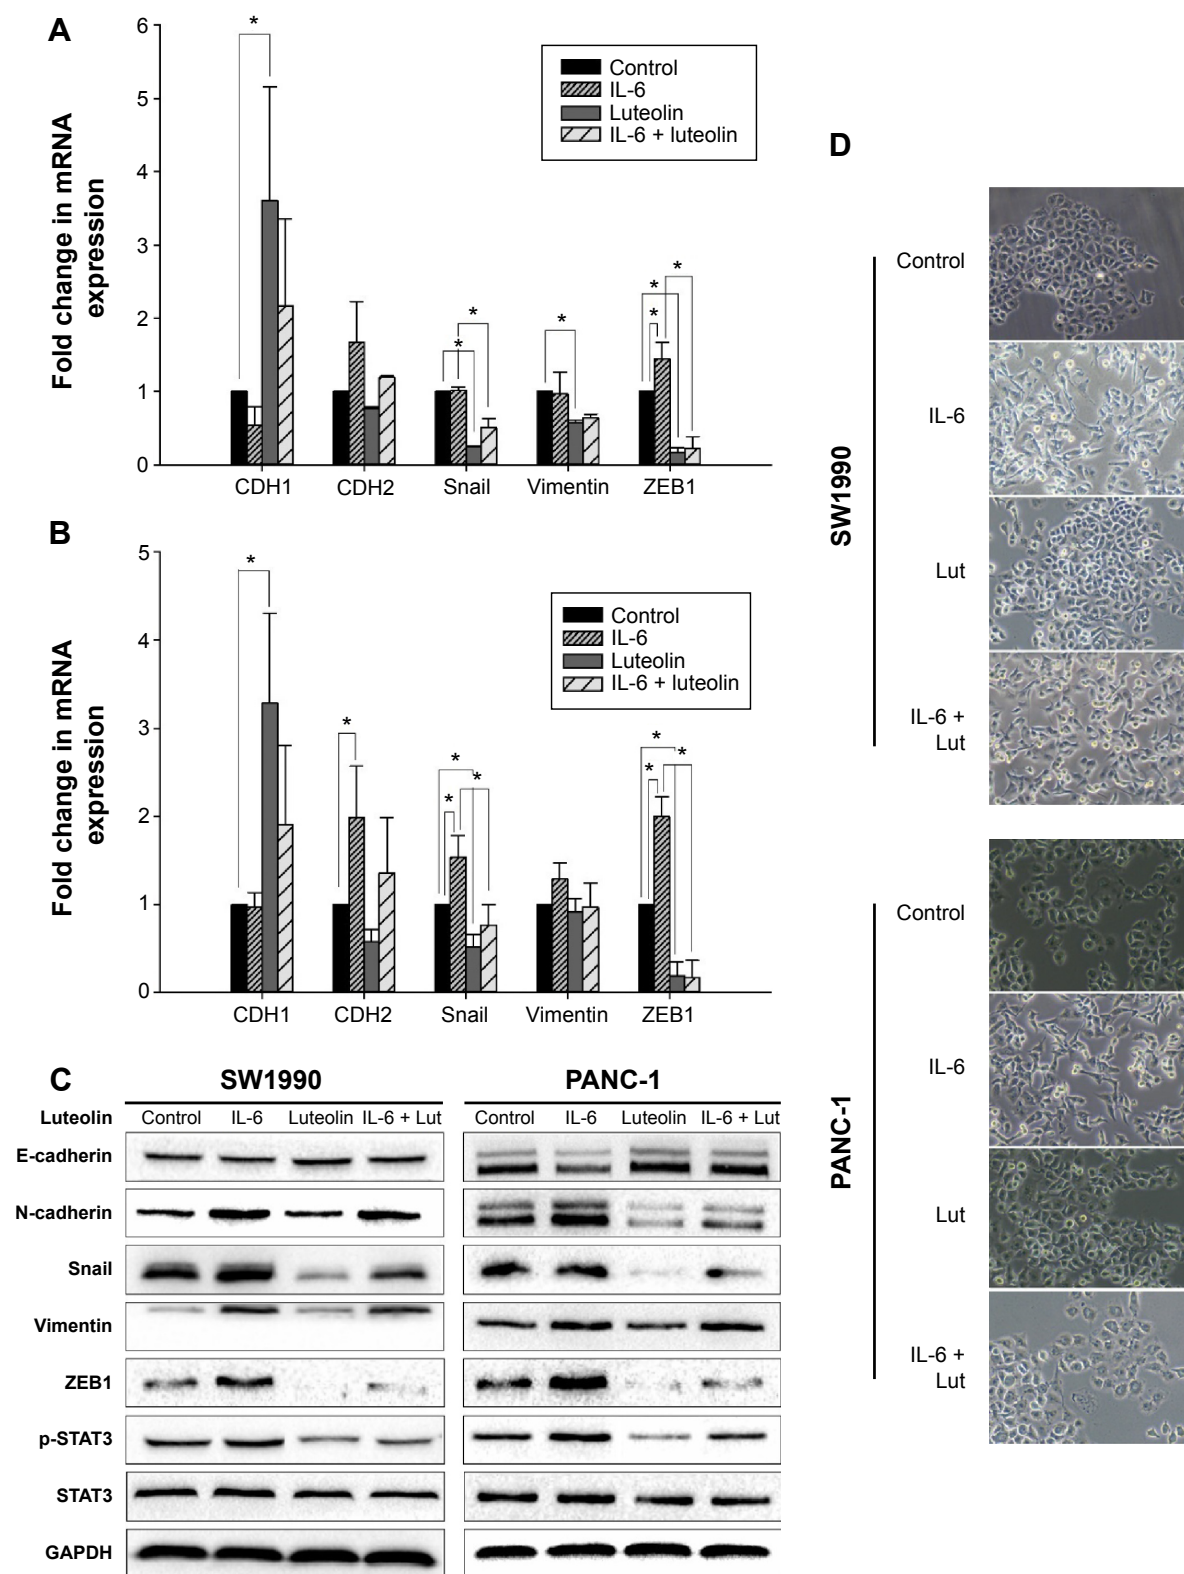 A
Fold change in mRNA
expression
6
5
4
3
2
1
0
*
*
*
*
*
*
*
Control
IL-6
Luteolin
IL-6 + luteolin
CDH1
CDH2
Snail
Vimentin
ZEB1
B
Fold change in mRNA
expression
5
4
3
2
1
0
*
*
*
*
*
*
*
*
Control
IL-6
Luteolin
IL-6 + luteolin
CDH1
CDH2
Snail
Vimentin
ZEB1
C
SW1990
PANC-1
Luteolin
Control
IL-6
Luteolin
IL-6 + Lut
Control
IL-6
Luteolin
IL-6 + Lut
E-cadherin
N-cadherin
Snail
Vimentin
ZEB1
p-STAT3
STAT3
GAPDH
D
SW1990
Control
IL-6
Lut
IL-6 +
Lut
PANC-1
Control
IL-6
Lut
IL-6 +
Lut